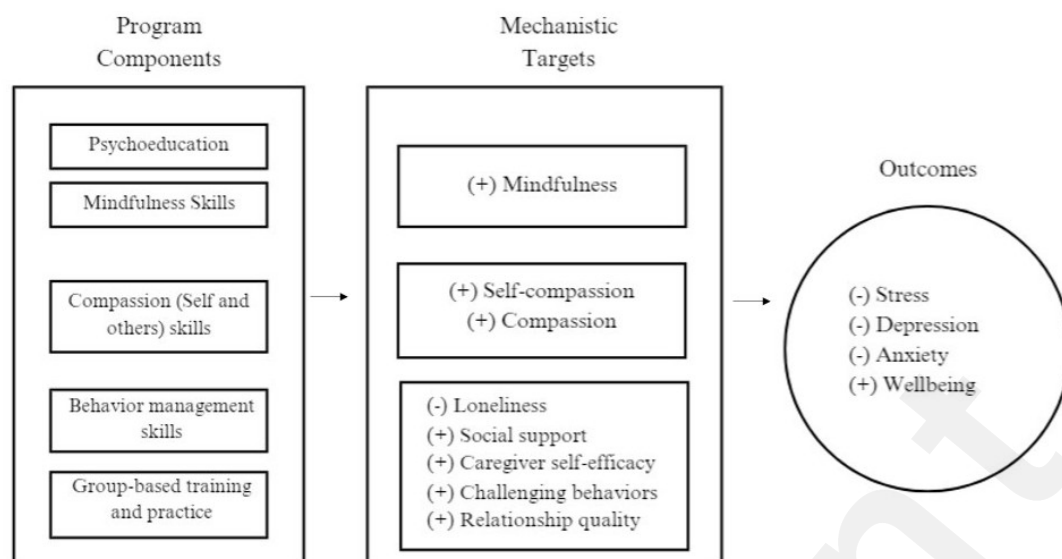 Program
Components
Psychoeducation
Mindfulness Skills
Compassion (Self and
others) skills
Behavior management
skills
Group-based training
and practice
Mechanistic
Targets
(+) Mindfulness
(+) Self-compassion
(+) Compassion
(-) Loneliness
(+) Social support
(+) Caregiver self-efficacy
(+) Challenging behaviors
(+) Relationship quality
Outcomes
(-) Stress
(-) Depression
(-) Anxiety
(+) Wellbeing